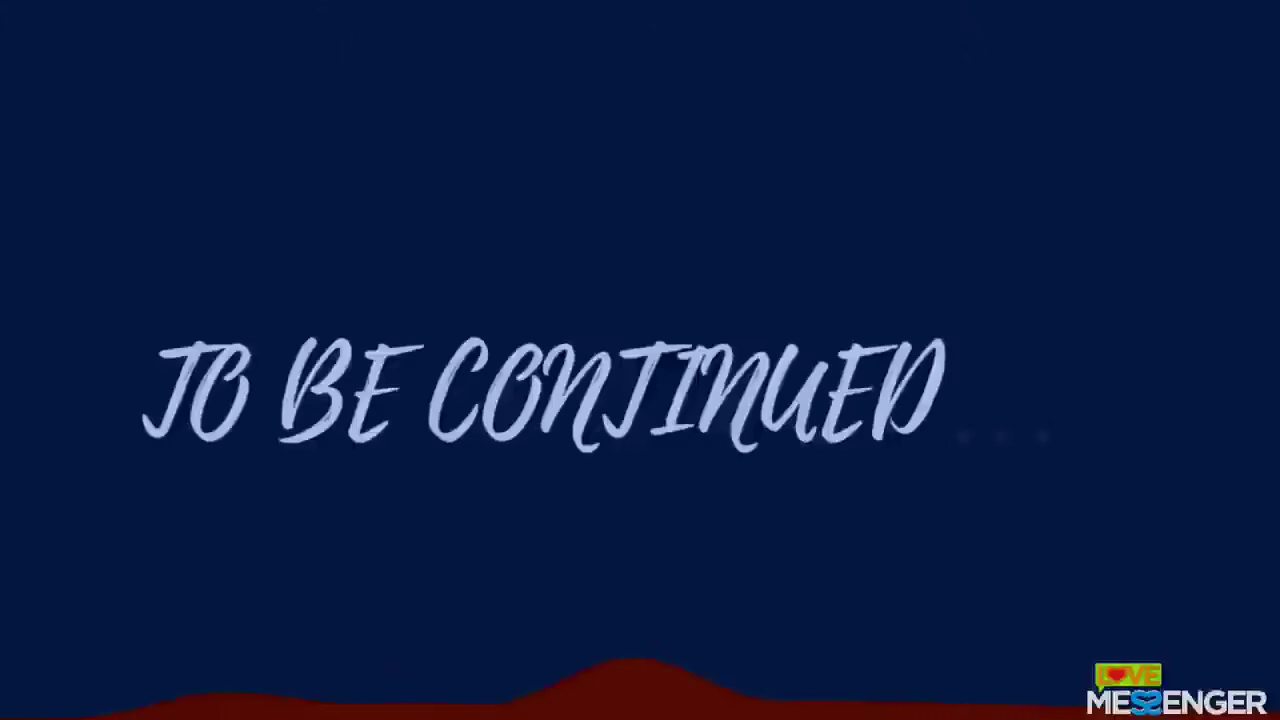 TO BE CONTINUED . . .
LOVE
MESSENGER